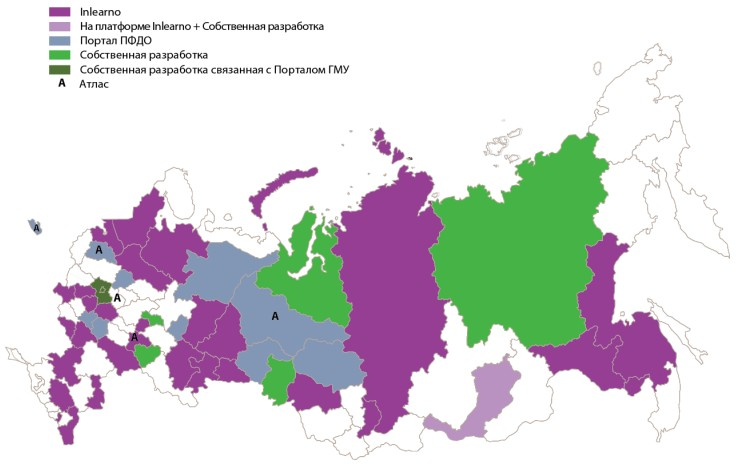 Inlearno
На платформе Inlearno + Собственная разработка
Портал ПФДО
Собственная разработка
Собственная разработка связанная с Порталом ГМУ
А Атлас
А
А
А
А
А